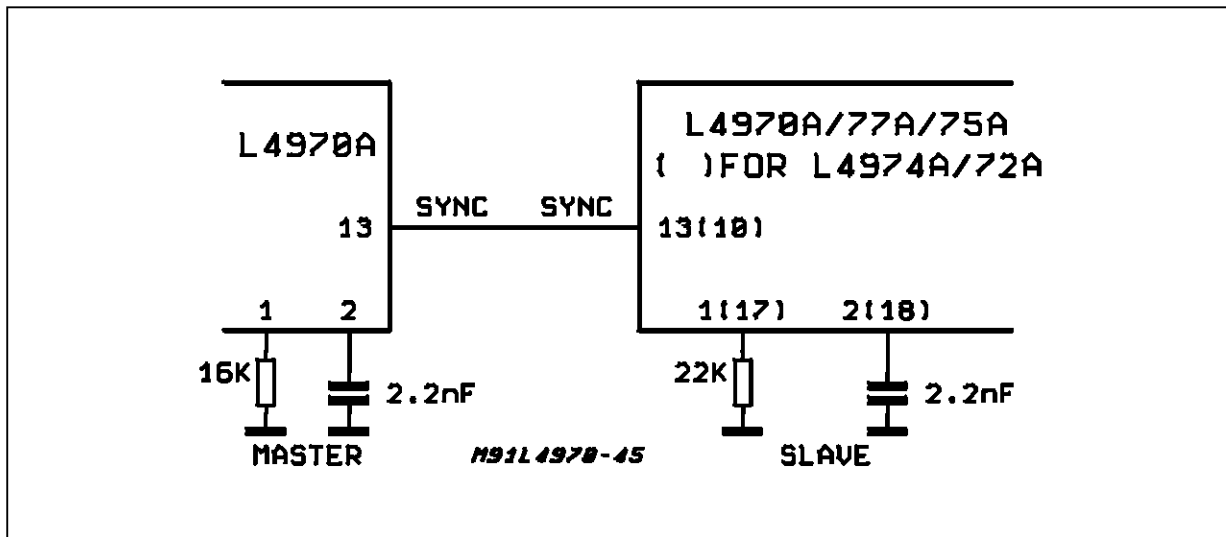 L4970A
13
1 2
16K
2.2nF
MASTER
SYNC SYNC
L4970A/77A/75A
( )FOR L4974A/72A
13(10)
1(17) 2(18)
22K
2.2nF
SLAVE
M91L4970-45